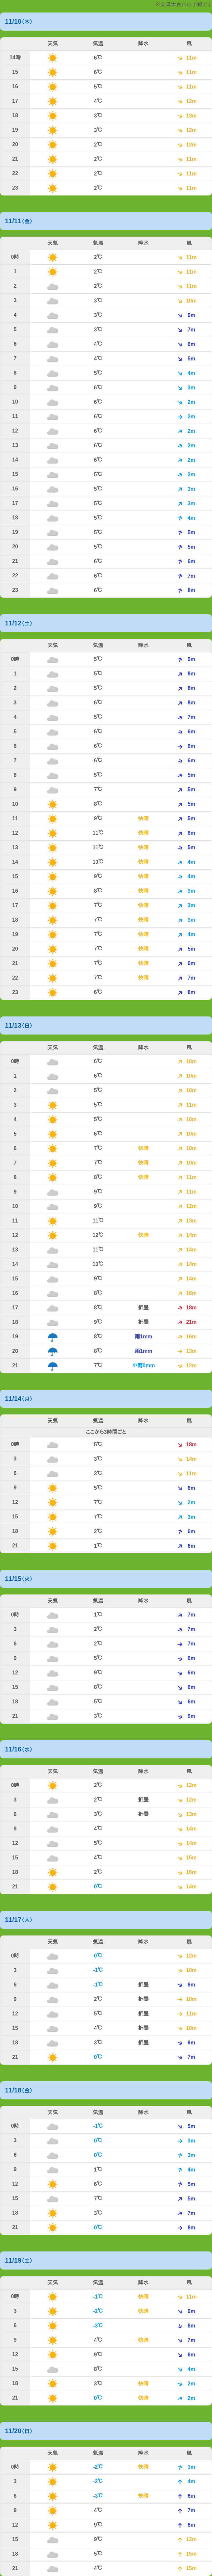 ※安達太良山の予報です
11/10(木)
天気 気温 降水 風
14時 6℃ 11m
15 6℃ 11m
16 5℃ 11m
17 4℃ 12m
18 3℃ 13m
19 3℃ 12m
20 2℃ 12m
21 2℃ 11m
22 2℃ 11m
23 2℃ 11m
11/11(金)
天気 気温 降水 風
0時 2℃ 11m
1 2℃ 11m
2 2℃ 11m
3 3℃ 10m
4 3℃ 9m
5 3℃ 7m
6 4℃ 6m
7 4℃ 5m
8 5℃ 4m
9 6℃ 3m
10 6℃ 2m
11 6℃ 2m
12 6℃ 2m
13 6℃ 2m
14 6℃ 2m
15 5℃ 2m
16 5℃ 3m
17 5℃ 3m
18 5℃ 4m
19 5℃ 5m
20 5℃ 5m
21 6℃ 6m
22 6℃ 7m
23 6℃ 8m
11/12(土)
天気 気温 降水 風
0時 5℃ 9m
1 5℃ 8m
2 5℃ 8m
3 6℃ 8m
4 5℃ 7m
5 6℃ 6m
6 6℃ 6m
7 6℃ 6m
8 5℃ 5m
9 7℃ 5m
10 8℃ 5m
11 9℃ 快晴 5m
12 11℃ 快晴 6m
13 11℃ 快晴 5m
14 10℃ 快晴 4m
15 9℃ 快晴 4m
16 8℃ 快晴 3m
17 7℃ 快晴 3m
18 7℃ 快晴 3m
19 7℃ 快晴 4m
20 7℃ 快晴 5m
21 7℃ 快晴 6m
22 7℃ 快晴 7m
23 6℃ 8m
11/13(日)
天気 気温 降水 風
0時 6℃ 10m
1 6℃ 10m
2 5℃ 10m
3 5℃ 11m
4 5℃ 10m
5 6℃ 10m
6 7℃ 快晴 10m
7 7℃ 快晴 10m
8 8℃ 快晴 11m
9 9℃ 11m
10 9℃ 12m
11 11℃ 13m
12 12℃ 快晴 14m
13 11℃ 14m
14 10℃ 14m
15 9℃ 14m
16 8℃ 16m
17 8℃ 折畳 18m
18 9℃ 折畳 21m
19 8℃ 雨1mm 16m
20 8℃ 雨1mm 13m
21 7℃ 小雨0mm 12m
11/14(月)
天気 気温 降水 風
ここから3時間ごと
0時 5℃ 18m
3 3℃ 14m
6 3℃ 11m
9 5℃ 6m
12 7℃ 2m
15 7℃ 3m
18 2℃ 6m
21 1℃ 6m
11/15(火)
天気 気温 降水 風
0時 1℃ 7m
3 2℃ 7m
6 2℃ 7m
9 5℃ 6m
12 9℃ 6m
15 8℃ 6m
18 5℃ 6m
21 3℃ 9m
11/16(水)
天気 気温 降水 風
0時 2℃ 12m
3 2℃ 折畳 12m
6 3℃ 折畳 13m
9 4℃ 14m
12 5℃ 14m
15 4℃ 15m
18 2℃ 16m
21 0℃ 14m
11/17(木)
天気 気温 降水 風
0時 0℃ 12m
3 -1℃ 10m
6 -1℃ 折畳 8m
9 2℃ 折畳 10m
12 5℃ 折畳 11m
15 4℃ 折畳 10m
18 3℃ 折畳 9m
21 0℃ 7m
11/18(金)
天気 気温 降水 風
0時 -1℃ 5m
3 0℃ 3m
6 0℃ 3m
9 1℃ 4m
12 6℃ 5m
15 7℃ 5m
18 3℃ 7m
21 0℃ 8m
11/19(土)
天気 気温 降水 風
0時 -1℃ 快晴 11m
3 -2℃ 快晴 9m
6 -3℃ 8m
9 4℃ 快晴 7m
12 9℃ 6m
15 8℃ 4m
18 3℃ 快晴 2m
21 0℃ 快晴 2m
11/20(日)
天気 気温 降水 風
0時 -2℃ 快晴 3m
3 -2℃ 4m
6 -3℃ 快晴 6m
9 4℃ 7m
12 9℃ 8m
15 9℃ 12m
18 5℃ 15m
21 4℃ 15m